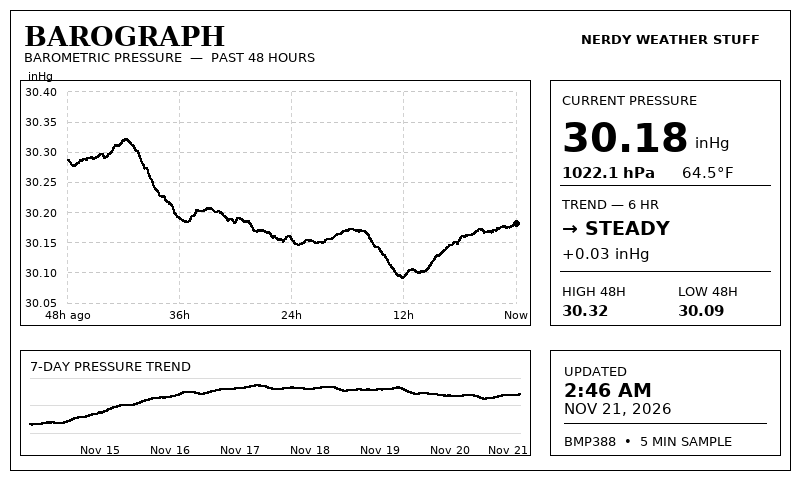 BAROGRAPH
BAROMETRIC PRESSURE — PAST 48 HOURS
NERDY WEATHER STUFF
inHg
30.40
30.35
30.30
30.25
30.20
30.15
30.10
30.05
48h ago 36h 24h 12h Now
CURRENT PRESSURE
30.18 inHg
1022.1 hPa 64.5°F
TREND — 6 HR
→ STEADY
+0.03 inHg
HIGH 48H LOW 48H
30.32 30.09
7-DAY PRESSURE TREND
Nov 15 Nov 16 Nov 17 Nov 18 Nov 19 Nov 20 Nov 21
UPDATED
2:46 AM
NOV 21, 2026
BMP388 • 5 MIN SAMPLE